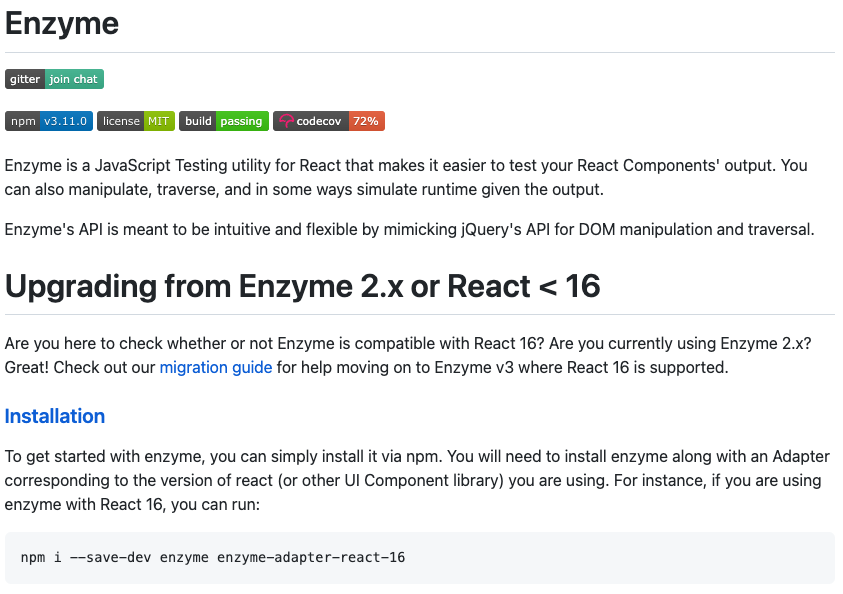 Enzyme
gitter join chat
npm v3.11.0 license MIT build passing codecov 72%
Enzyme is a JavaScript Testing utility for React that makes it easier to test your React Components' output. You
can also manipulate, traverse, and in some ways simulate runtime given the output.
Enzyme's API is meant to be intuitive and flexible by mimicking jQuery's API for DOM manipulation and traversal.
Upgrading from Enzyme 2.x or React < 16
Are you here to check whether or not Enzyme is compatible with React 16? Are you currently using Enzyme 2.x?
Great! Check out our migration guide for help moving on to Enzyme v3 where React 16 is supported.
Installation
To get started with enzyme, you can simply install it via npm. You will need to install enzyme along with an Adapter
corresponding to the version of react (or other UI Component library) you are using. For instance, if you are using
enzyme with React 16, you can run:
npm i --save-dev enzyme enzyme-adapter-react-16